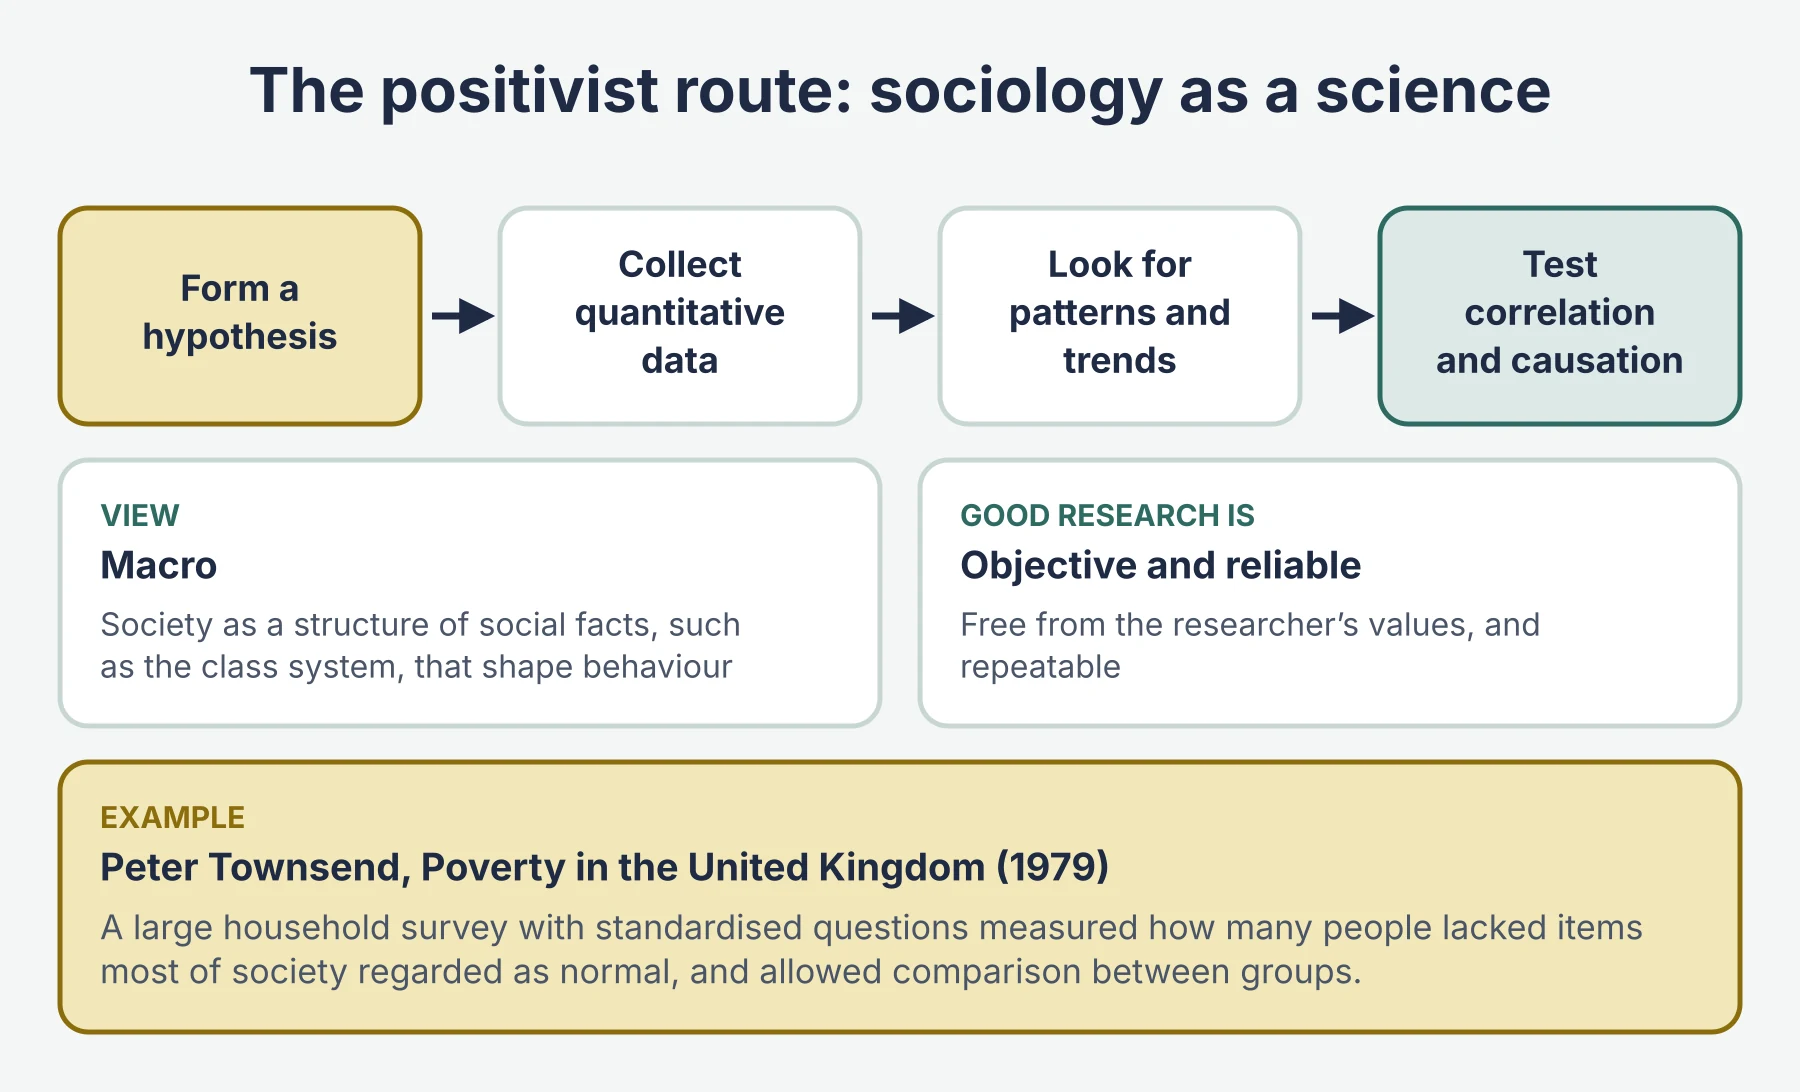 The positivist route: sociology as a science
Form a
hypothesis
Collect
quantitative
data
Look for
patterns and
trends
Test
correlation
and causation
VIEW
Macro
Society as a structure of social facts, such
as the class system, that shape behaviour
GOOD RESEARCH IS
Objective and reliable
Free from the researcher’s values, and
repeatable
EXAMPLE
Peter Townsend, Poverty in the United Kingdom (1979)
A large household survey with standardised questions measured how many people lacked items
most of society regarded as normal, and allowed comparison between groups.